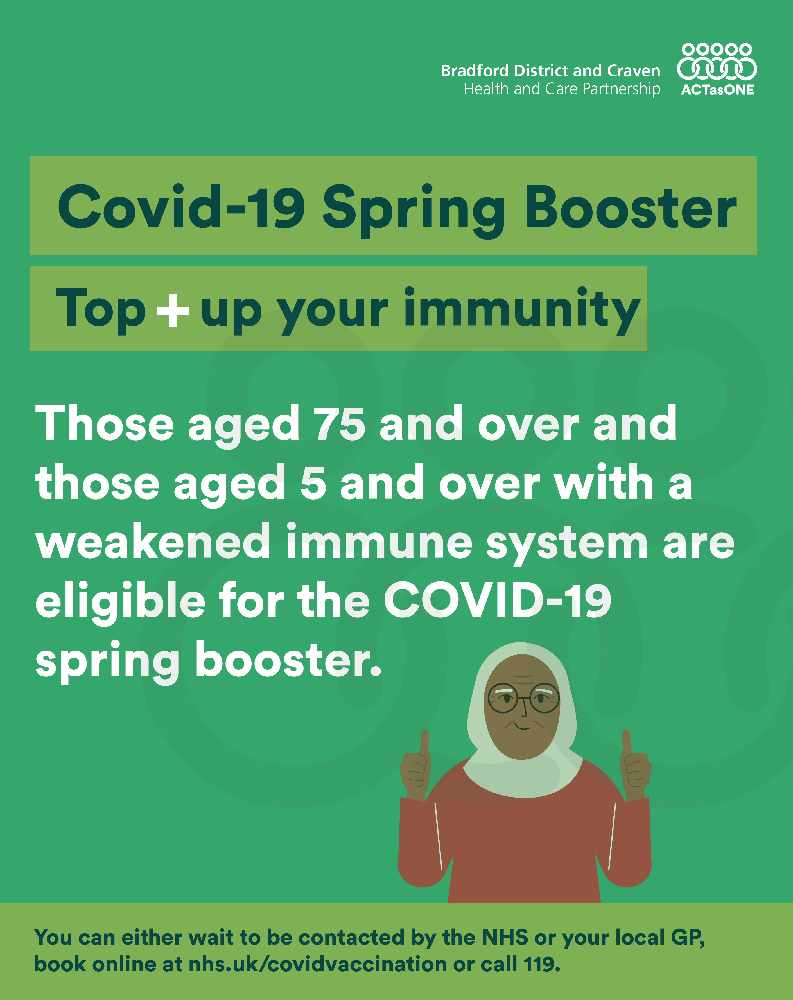 Bradford District and Craven
Health and Care Partnership
ACTasONE
Covid-19 Spring Booster
Top + up your immunity
Those aged 75 and over and
those aged 5 and over with a
weakened immune system are
eligible for the COVID-19
spring booster.
You can either wait to be contacted by the NHS or your local GP,
book online at nhs.uk/covidvaccination or call 119.